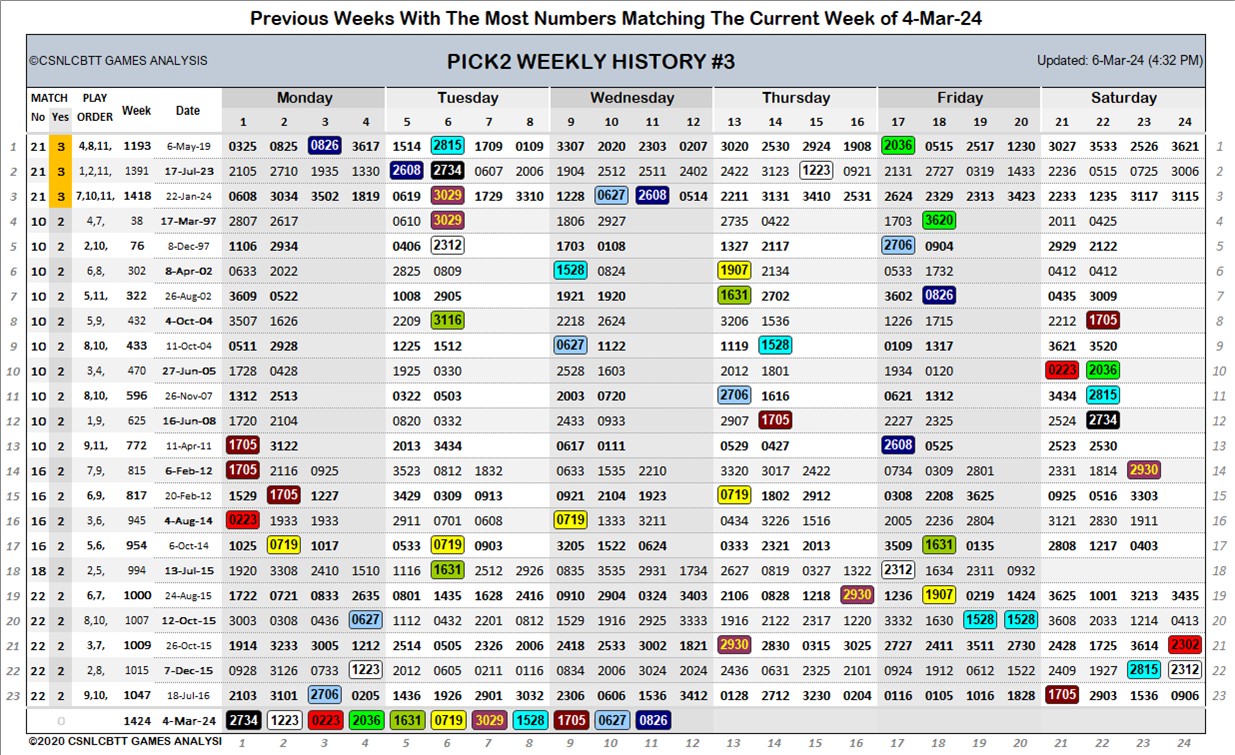 Previous Weeks With The Most Numbers Matching The Current Week of 4-Mar-24
©CSNLCBTT GAMES ANALYSIS PICK2 WEEKLY HISTORY #3 Updated: 6-Mar-24 (4:32 PM)
MATCH PLAY Week Date Monday Tuesday Wednesday Thursday Friday Saturday
No Yes ORDER 1 2 3 4 5 6 7 8 9 10 11 12 13 14 15 16 17 18 19 20 21 22 23 24
1 21 3 4,8,11, 1193 6-May-19 0325 0825 0826 3617 1514 2815 1709 0109 3307 2020 2303 0207 3020 2530 2924 1908 2036 0515 2517 1230 3027 3533 2526 3621 1
2 21 3 1,2,11, 1391 17-Jul-23 2105 2710 1935 1330 2608 2734 0607 2006 1904 2512 2511 2402 2422 3123 1223 0921 2131 2727 0319 1433 2236 0515 0725 3006 2
3 21 3 7,10,11, 1418 22-Jan-24 0608 3034 3502 1819 0619 3029 1729 3310 1228 0627 2608 0514 2211 3131 3410 2531 2624 2329 2313 3423 2233 1235 3117 3115 3
4 10 2 4,7, 38 17-Mar-97 2807 2617 3029 1806 2927 2735 0422 1703 3620 2011 0425 4
5 10 2 2,10, 76 8-Dec-97 1106 2934 0406 2312 1703 0108 1327 2117 2706 0904 2929 2122 5
6 10 2 6,8, 302 8-Apr-02 0633 2022 2825 0809 1528 0824 1907 2134 0533 1732 0412 0412 6
7 10 2 5,11, 322 26-Aug-02 3609 0522 1008 2905 1921 1920 1631 2702 3602 0826 0435 3009 7
8 10 2 5,9, 432 4-Oct-04 3507 1626 2209 3116 2218 2624 3206 1536 1226 1715 2212 1705 8
9 10 2 8,10, 433 11-Oct-04 0511 2928 1225 1512 0627 1122 1119 1528 0109 1317 3621 3520 9
10 10 2 3,4, 470 27-Jun-05 1728 0428 1925 0330 2528 1603 2012 1801 1934 0120 0223 2036 10
11 10 2 8,10, 596 26-Nov-07 1312 2513 0322 0503 2003 0720 2706 1616 0621 1312 3434 2815 11
12 10 2 1,9, 625 16-Jun-08 1720 2104 0820 0332 2433 0933 2907 1705 2227 2325 2524 2734 12
13 10 2 9,11, 772 11-Apr-11 1705 3122 2013 3434 0617 0111 0529 0427 2608 0525 2523 2530 13
14 16 2 7,9, 815 6-Feb-12 1705 2116 0925 3523 0812 1832 0633 1535 2210 3320 3017 2422 0734 0309 2801 2331 1814 2930 14
15 16 2 6,9, 817 20-Feb-12 1529 1705 1227 3429 0309 0913 0921 2104 1923 0719 1802 2912 0308 2208 3625 0925 0516 3303 15
16 16 2 3,6, 945 4-Aug-14 0223 1933 1933 2911 0701 0608 0719 1333 3211 0434 3226 1516 2005 2236 2804 3121 2830 1911 16
17 16 2 5,6, 954 6-Oct-14 1025 0719 1017 0533 0719 0903 3205 1522 0624 0333 2321 2013 3509 1631 0135 2808 1217 0403 17
18 18 2 2,5, 994 13-Jul-15 1920 3308 2410 1510 1116 1631 2512 2926 0835 3535 2931 1734 2627 0819 0327 1322 2312 1634 2311 0932 18
19 22 2 6,7, 1000 24-Aug-15 1722 0721 0833 2635 0801 1435 1628 2416 0910 2904 0324 3403 2106 0828 1218 2930 1236 1907 0219 1424 3625 1001 3213 3435 19
20 22 2 8,10, 1007 12-Oct-15 3003 0308 0436 0627 1112 0432 2201 0812 1529 1916 2925 3333 1910 2122 2317 1220 3332 1630 1528 1528 3608 2033 1214 0413 20
21 22 2 3,7, 1009 26-Oct-15 1914 3233 3005 1212 2514 0505 2721 2006 2418 2533 3002 1821 2930 2830 0315 3025 2727 2411 3511 2730 2428 1725 3614 2302 21
22 22 2 2,8, 1015 7-Dec-15 0928 3126 0733 1223 2012 0605 0211 0116 0834 2006 3024 2024 2436 0631 2325 2101 0924 1912 0612 1522 2409 1927 2815 2312 22
23 22 2 9,10, 1047 18-Jul-16 2103 3101 2706 0205 1436 1926 2901 3032 2306 0606 1536 3412 0128 2712 3230 0204 0116 0105 1016 1828 1705 2903 1536 0906 23
0 1424 4-Mar-24 2734 1223 0223 2036 1631 0719 3029 1528 1705 0627 0826
©2020 CSNLCBTT GAMES ANALYSI 1 2 3 4 5 6 7 8 9 10 11 12 13 14 15 16 17 18 19 20 21 22 23 24